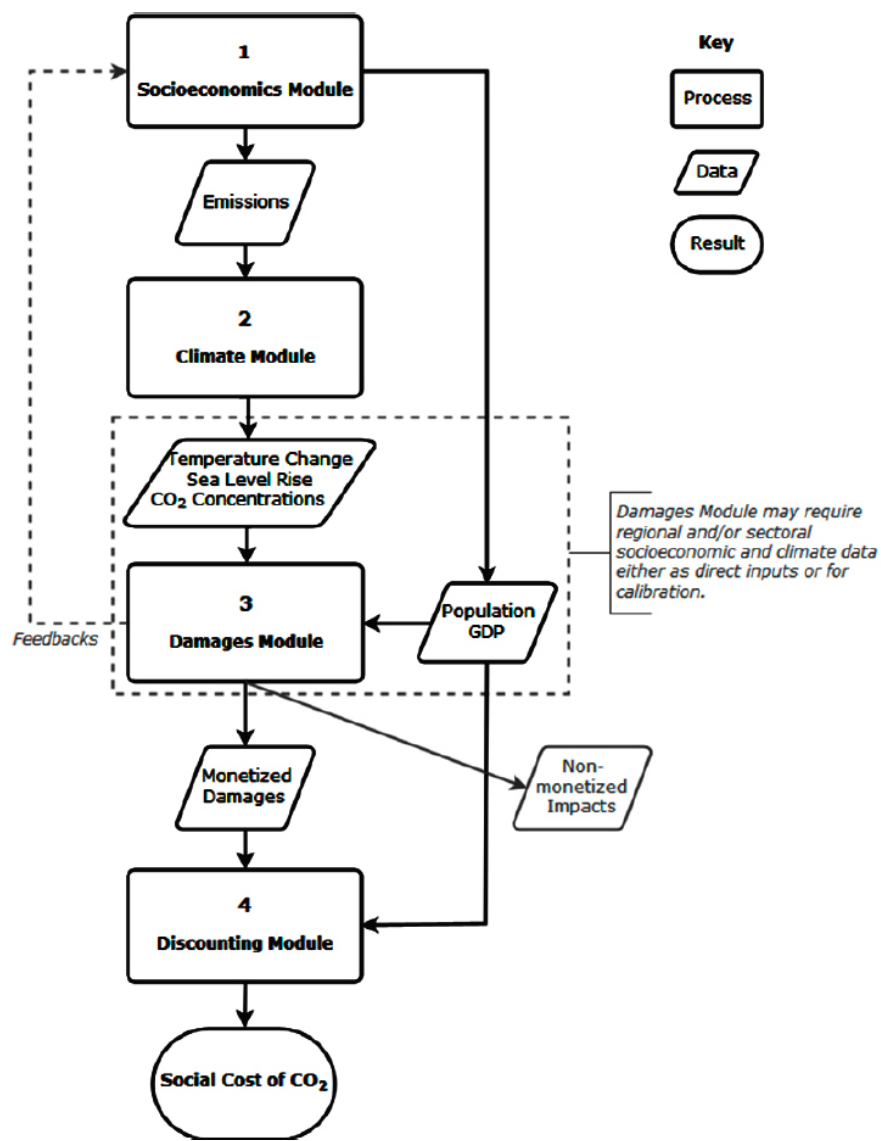 1
Socioeconomics Module
Key
Process
Data
Result
Emissions
2
Climate Module
Temperature Change
Sea Level Rise
CO₂ Concentrations
Damages Module may require
regional and/or sectoral
socioeconomic and climate data
either as direct inputs or for
calibration.
3
Damages Module
Population
GDP
Feedbacks
Monetized
Damages
Non-
monetized
Impacts
4
Discounting Module
Social Cost of CO₂